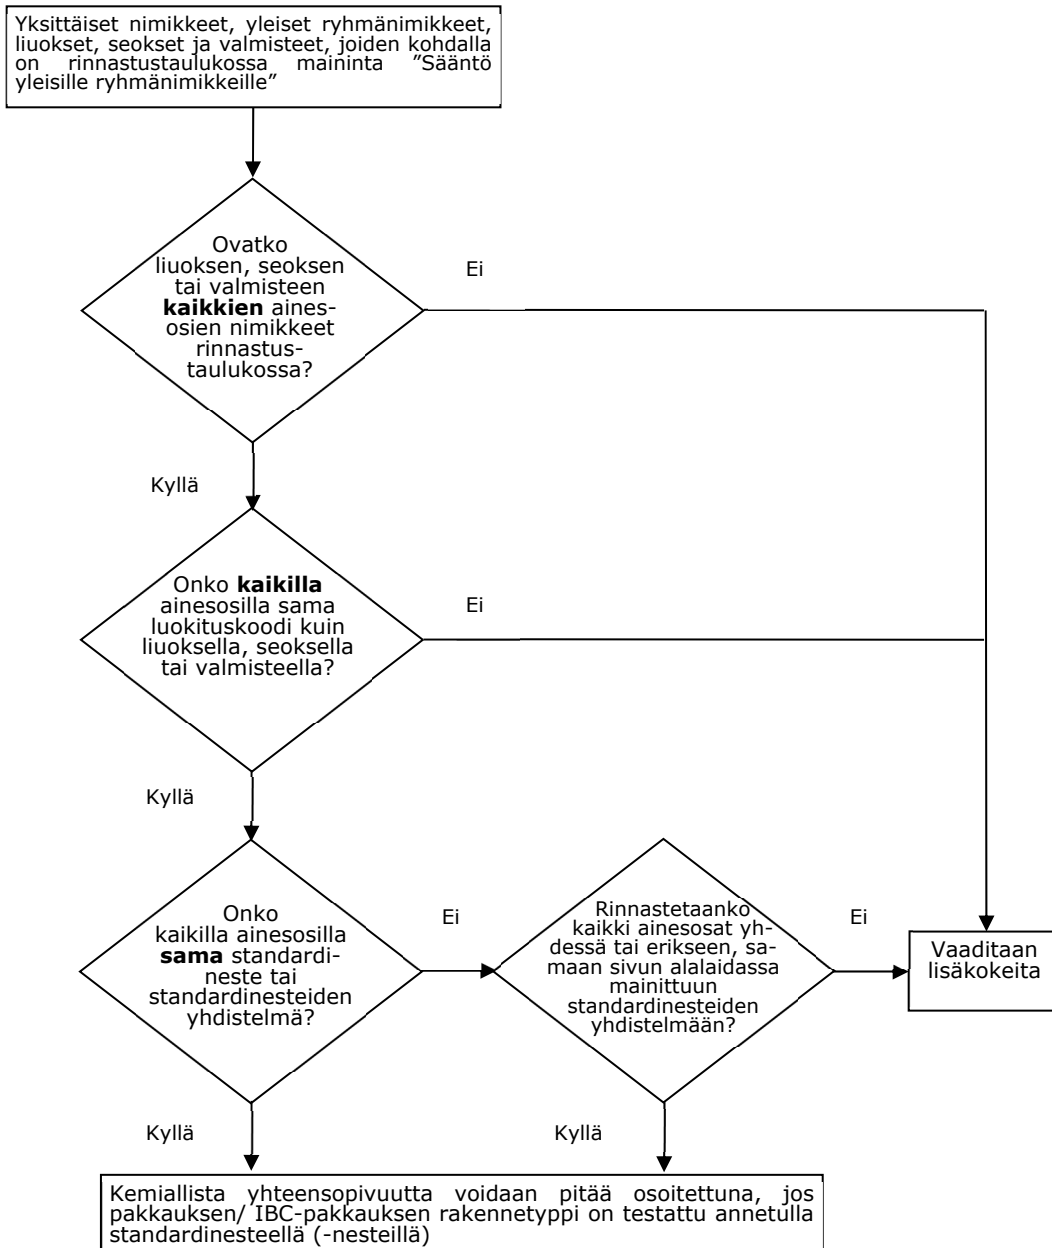 Yksittäiset nimikkeet, yleiset ryhmänimikkeet,
liuokset, seokset ja valmisteet, joiden kohdalla
on rinnastustaulukossa maininta ”Sääntö
yleisille ryhmänimikkeille”
Ovatko
liuoksen, seoksen
tai valmisteen
kaikkien aines-
osien nimikkeet
rinnastus-
taulukossa?
Ei
Kyllä
Onko kaikilla
ainesosilla sama
luokituskoodi kuin
liuoksella, seoksella
tai valmisteella?
Ei
Kyllä
Onko
kaikilla ainesosilla
sama standardi-
neste tai
standardinesteiden
yhdistelmä?
Ei
Rinnastetaanko
kaikki ainesosat yh-
dessä tai erikseen, sa-
maan sivun alalaidassa
mainittuun
standardinesteiden
yhdistelmään?
Ei
Vaaditaan
lisäkokeita
Kyllä
Kyllä
Kemiallista yhteensopivuutta voidaan pitää osoitettuna, jos
pakkauksen/ IBC-pakkauksen rakennetyppi on testattu annetulla
standardinesteellä (-nesteillä)